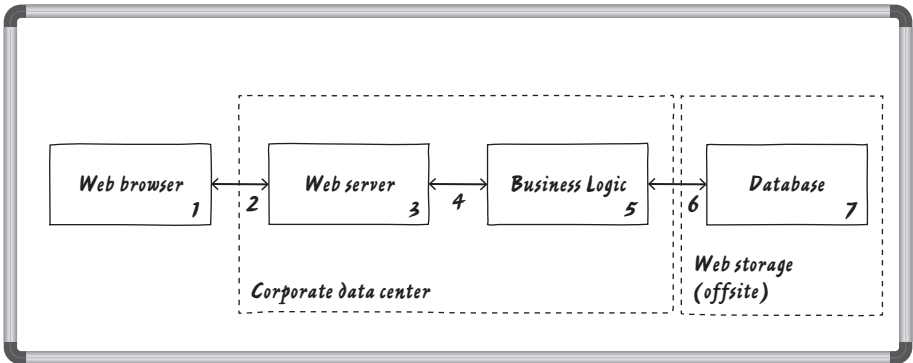 Web browser
1
2
Web server
3
4
Business Logic
5
6
Database
7
Corporate data center
Web storage
(offsite)